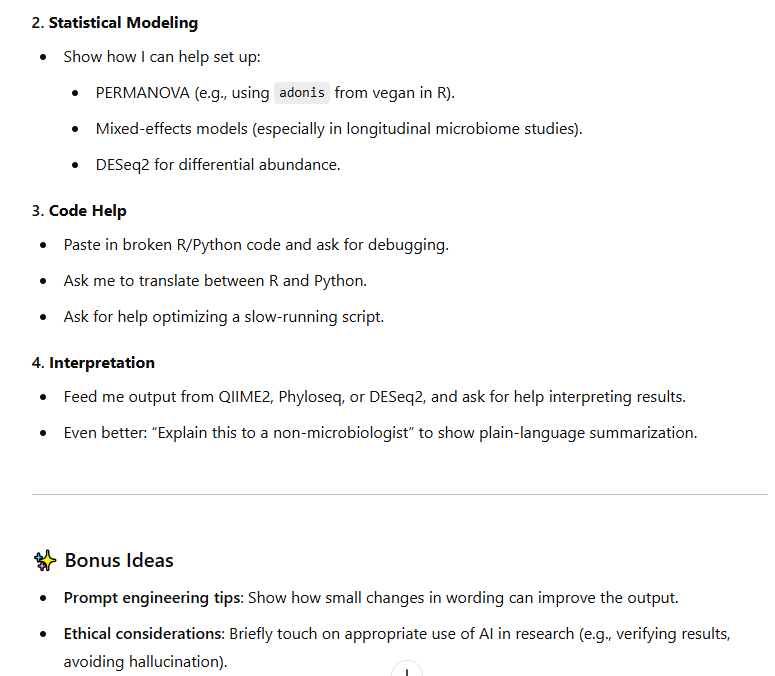 2. Statistical Modeling
• Show how I can help set up:
• PERMANOVA (e.g., using adonis from vegan in R).
• Mixed-effects models (especially in longitudinal microbiome studies).
• DESeq2 for differential abundance.
3. Code Help
• Paste in broken R/Python code and ask for debugging.
• Ask me to translate between R and Python.
• Ask for help optimizing a slow-running script.
4. Interpretation
• Feed me output from QIIME2, Phyloseq, or DESeq2, and ask for help interpreting results.
• Even better: “Explain this to a non-microbiologist” to show plain-language summarization.
✨ Bonus Ideas
• Prompt engineering tips: Show how small changes in wording can improve the output.
• Ethical considerations: Briefly touch on appropriate use of AI in research (e.g., verifying results,
avoiding hallucination).